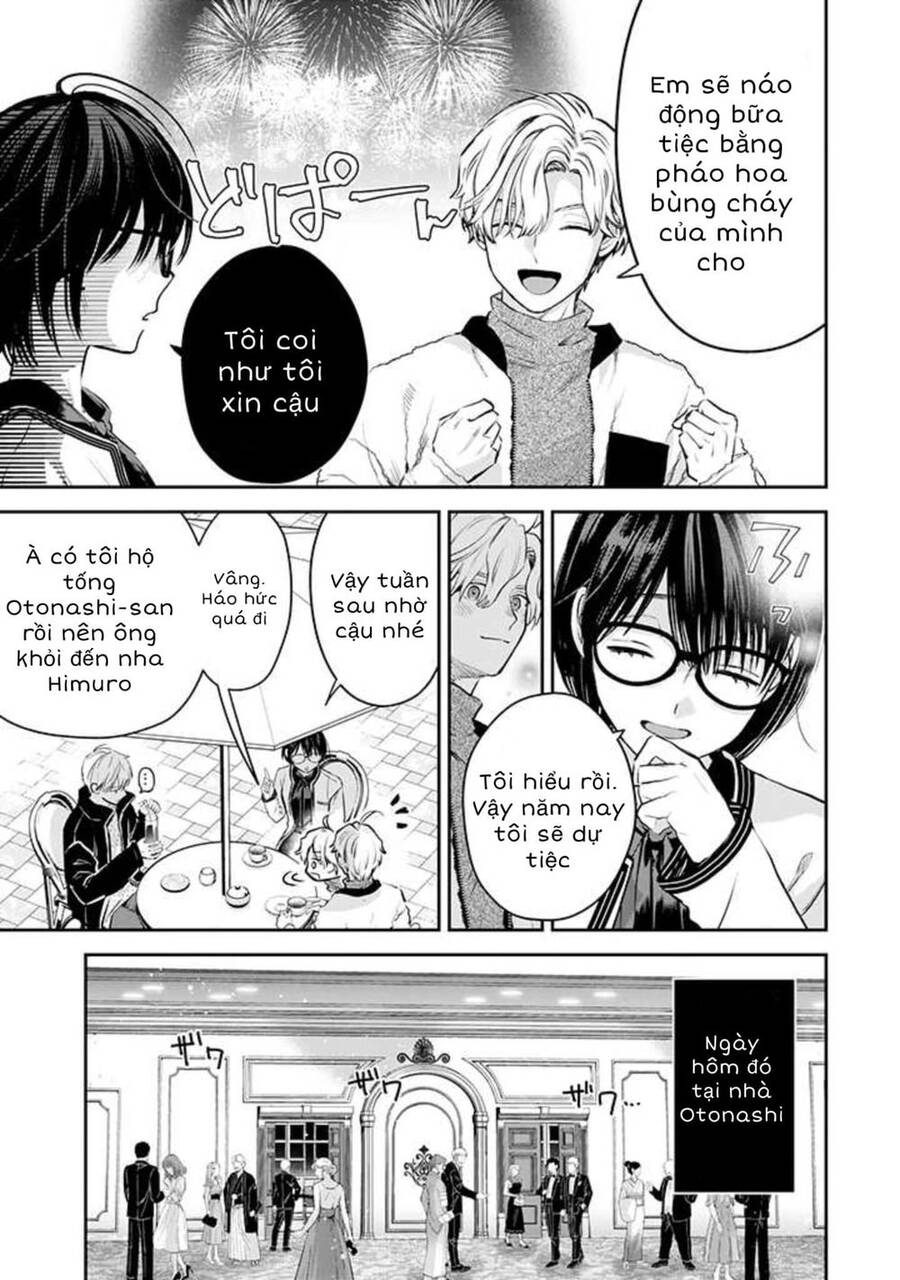 Em sẽ náo
động bữa
tiệc bằng
pháo hoa
bùng cháy
của mình
cho
どぱーん
Tôi coi
như tôi
xin cậu
ふふ
Tôi hiểu rồi.
Vậy năm nay
tôi sẽ dự
tiệc
Vậy tuần
sau nhờ
cậu nhé
Vâng.
Háo hức
quá đi
À có tôi hộ
tống
Otonashi-san
rồi nên ông
khỏi đến nha
Himuro
...
Ngày
hôm đó
tại nhà
Otonashi
ザワ
ザワ